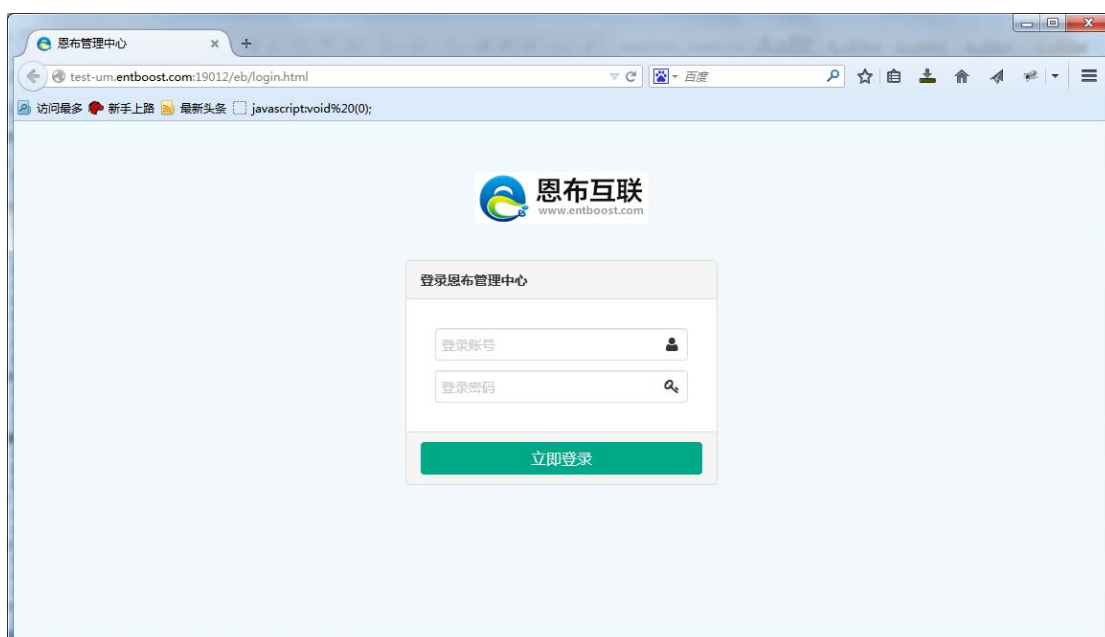 恩布管理中心
test-um.entboost.com:19012/eb/login.html
百度
访问最多 新手上路 最新头条 javascript:void%20(0);
恩布互联
www.entboost.com
登录恩布管理中心
登录账号
登录密码
立即登录